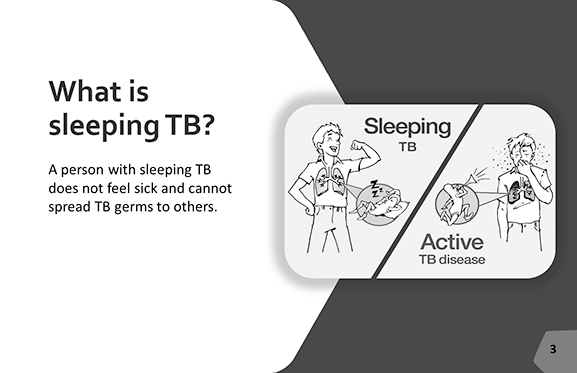 What is
sleeping TB?
A person with sleeping TB
does not feel sick and cannot
spread TB germs to others.
Sleeping
TB
Z
Z
Z
Active
TB disease
3